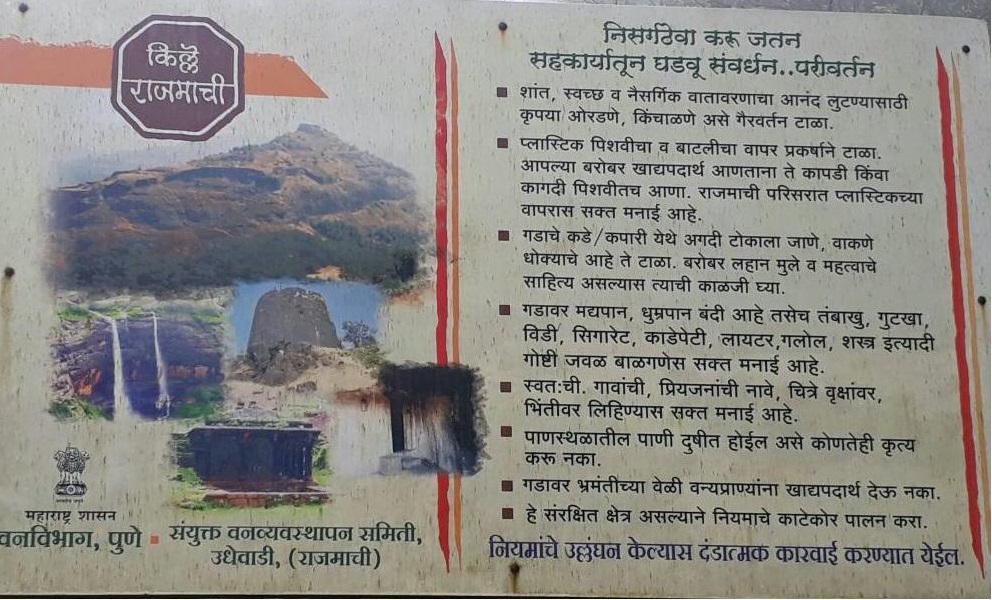 किल्ले
राजमाची
महाराष्ट्र शासन
वनविभाग, पुणे ▪ संयुक्त वनव्यवस्थापन समिती,
उधेवाडी, (राजमाची)
निसर्गठेवा करू जतन
सहकार्यातून घडवू संवर्धन..परीवर्तन
▪ शांत, स्वच्छ व नैसर्गिक वातावरणाचा आनंद लुटण्यासाठी
कृपया ओरडणे, किंचाळणे असे गैरवर्तन टाळा.
▪ प्लास्टिक पिशवीचा व बाटलीचा वापर प्रकर्षाने टाळा.
आपल्या बरोबर खाद्यपदार्थ आणताना ते कापडी किंवा
कागदी पिशवीतच आणा. राजमाची परिसरात प्लास्टिकच्या
वापरास सक्त मनाई आहे.
▪ गडाचे कडे/कपारी येथे अगदी टोकाला जाणे, वाकणे
धोक्याचे आहे ते टाळा. बरोबर लहान मुले व महत्वाचे
साहित्य असल्यास त्याची काळजी घ्या.
▪ गडावर मद्यपान, धुम्रपान बंदी आहे तसेच तंबाखु, गुटखा,
विडी, सिगारेट, काडेपेटी, लायटर,गलोल, शस्त्र इत्यादी
गोष्टी जवळ बाळगणेस सक्त मनाई आहे.
▪ स्वत:ची. गावांची, प्रियजनांची नावे, चित्रे वृक्षांवर,
भिंतीवर लिहिण्यास सक्त मनाई आहे.
▪ पाणस्थळातील पाणी दुषीत होईल असे कोणतेही कृत्य
करू नका.
▪ गडावर भ्रमंतीच्या वेळी वन्यप्राण्यांना खाद्यपदार्थ देऊ नका.
▪ हे संरक्षित क्षेत्र असल्याने नियमाचे काटेकोर पालन करा.
नियमांचे उल्लंघन केल्यास दंडात्मक कारवाई करण्यात येईल.